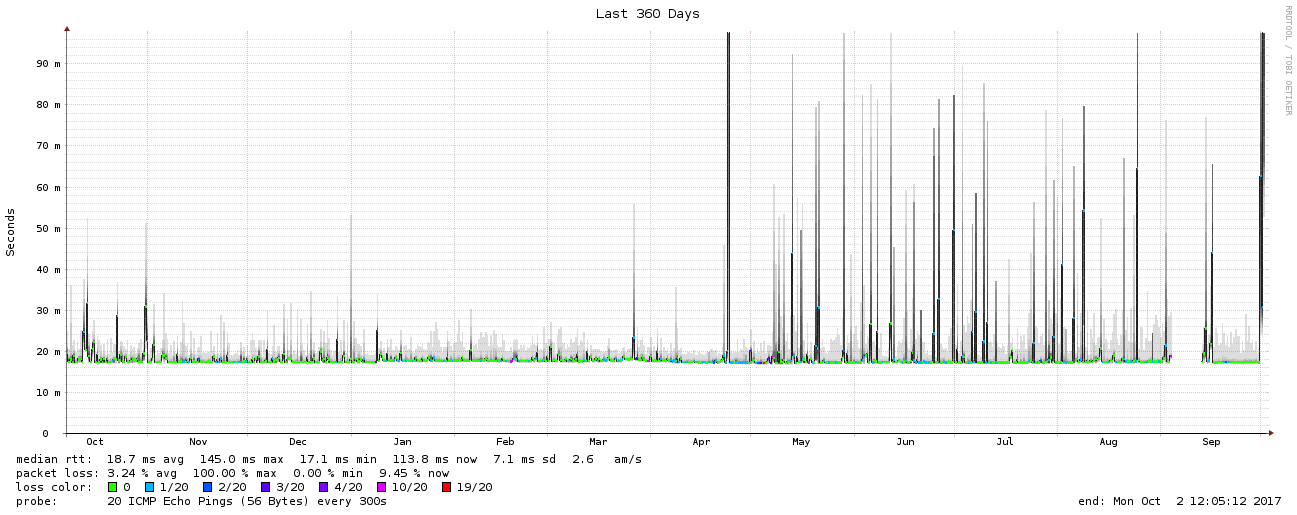 Last 360 Days
RRDTOOL / TOBI OETIKER
Seconds
90 m
80 m
70 m
60 m
50 m
40 m
30 m
20 m
10 m
0
Oct Nov Dec Jan Feb Mar Apr May Jun Jul Aug Sep
median rtt: 18.7 ms avg 145.0 ms max 17.1 ms min 113.8 ms now 7.1 ms sd 2.6 am/s
packet loss: 3.24 % avg 100.00 % max 0.00 % min 9.45 % now
loss color: 0 1/20 2/20 3/20 4/20 10/20 19/20
probe: 20 ICMP Echo Pings (56 Bytes) every 300s end: Mon Oct 2 12:05:12 2017